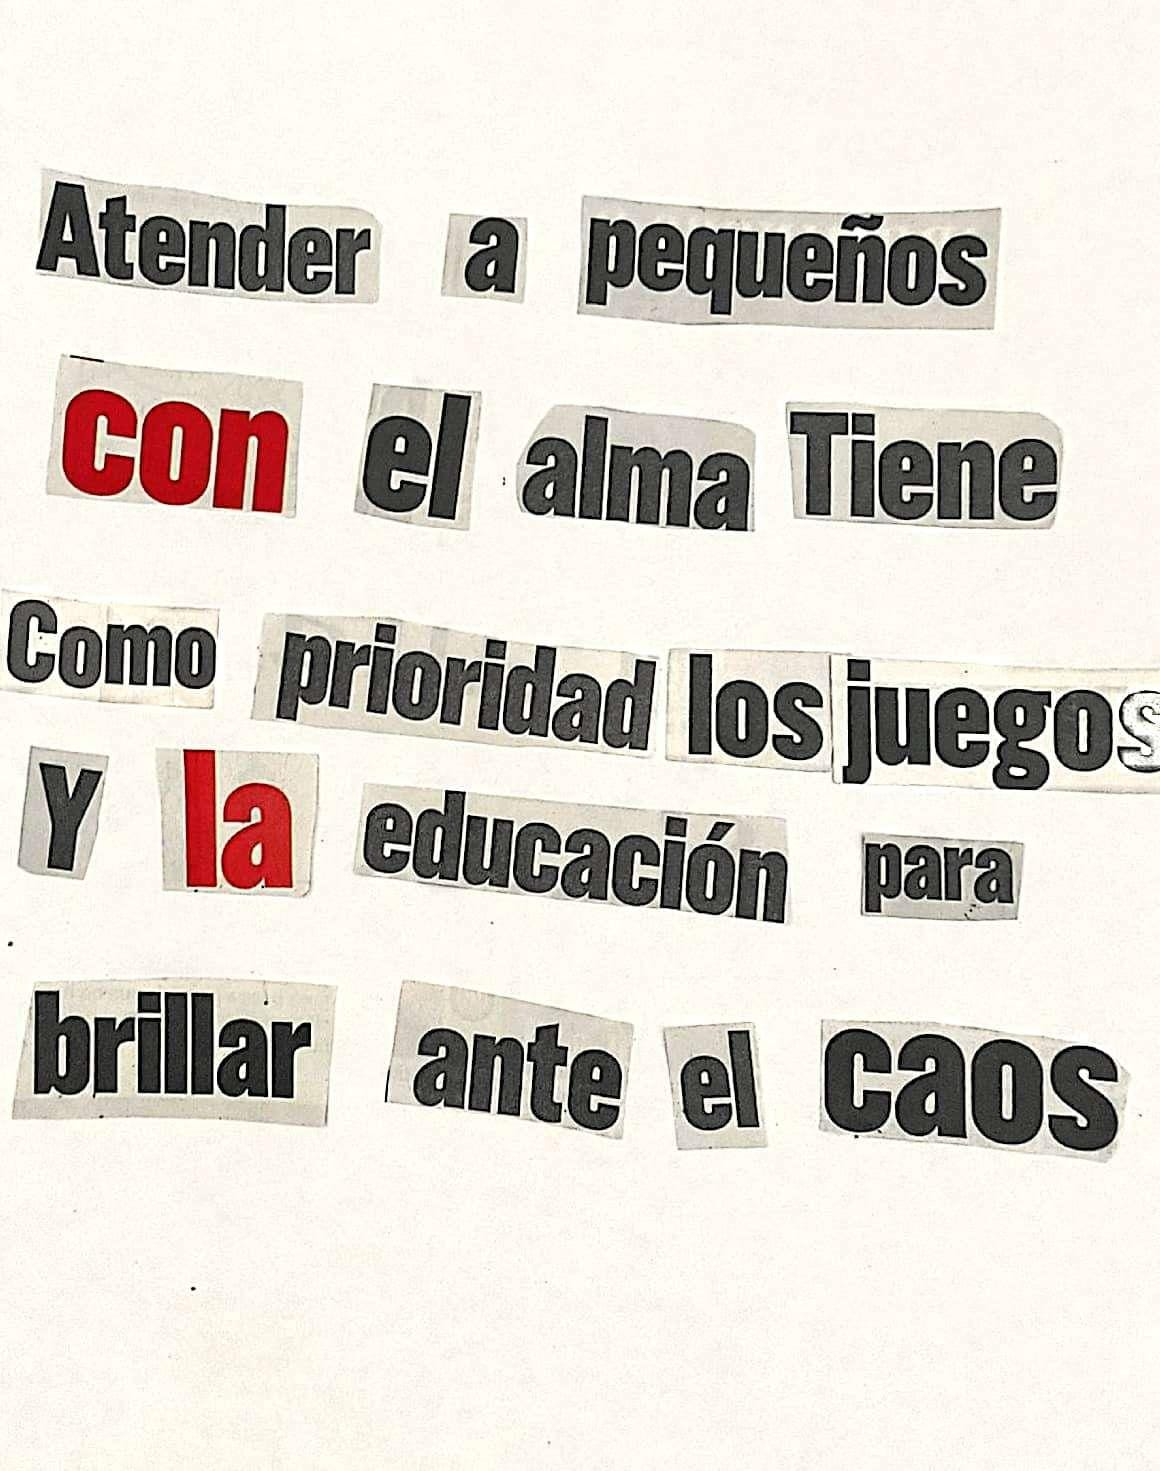 Atender a pequeños
con el alma Tiene
Como prioridad los juegos
Y la educación para
brillar ante el caos